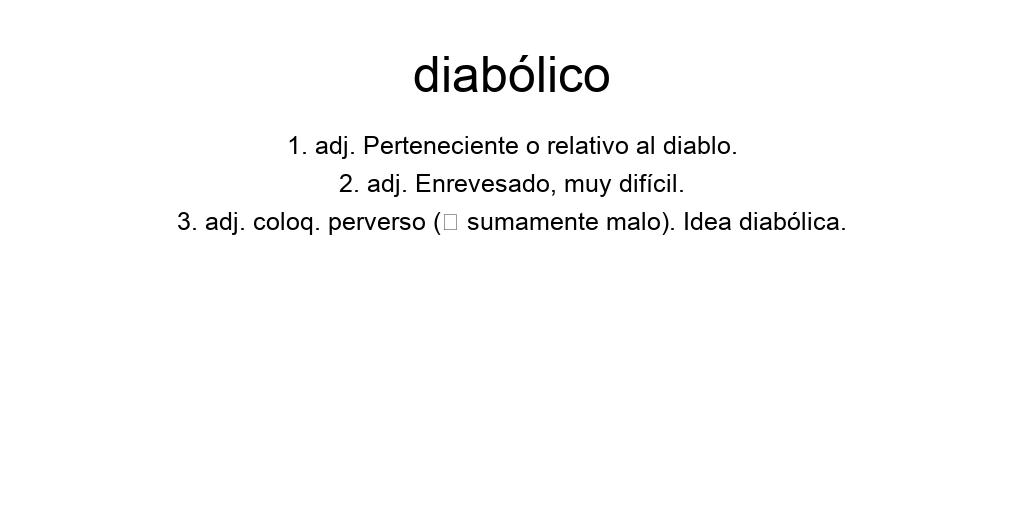 diabólico
1. adj. Perteneciente o relativo al diablo.
2. adj. Enrevesado, muy difícil.
3. adj. coloq. perverso (□ sumamente malo). Idea diabólica.